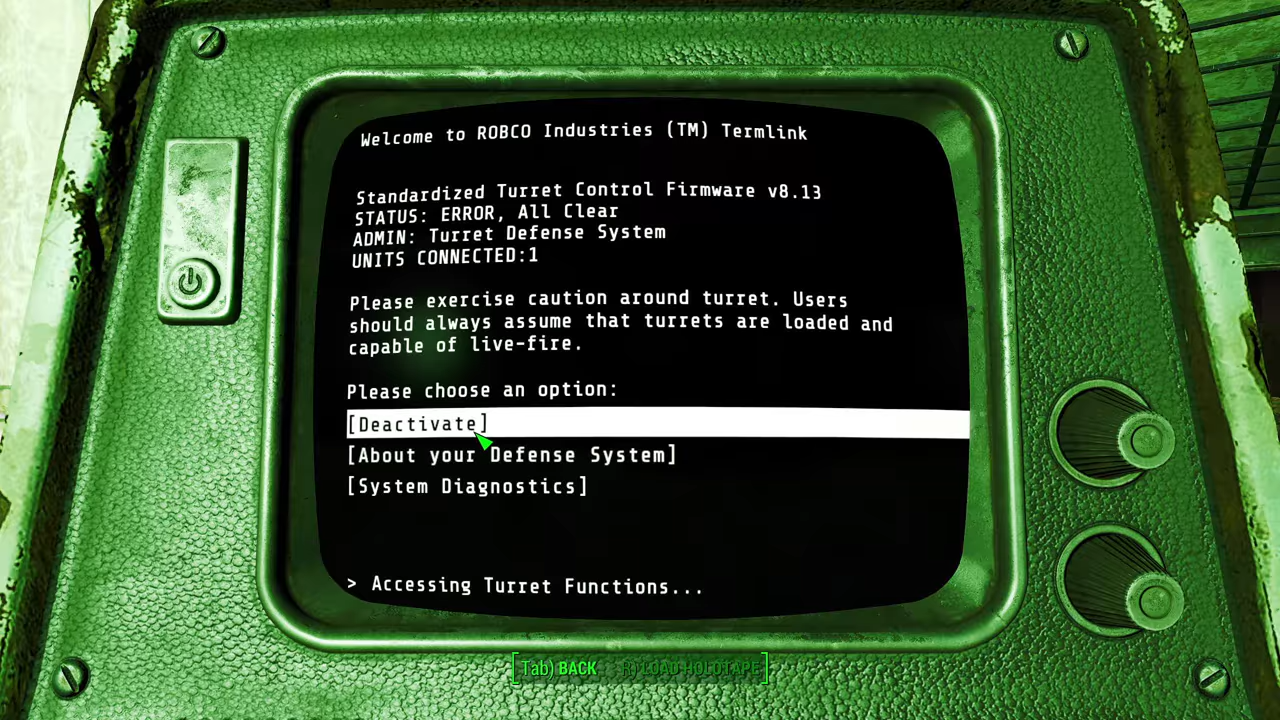 Welcome to ROBCO Industries (TM) Termlink
Standardized Turret Control Firmware v8.13
STATUS: ERROR, All Clear
ADMIN: Turret Defense System
UNITS CONNECTED:1
Please exercise caution around turret. Users
should always assume that turrets are loaded and
capable of live-fire.
Please choose an option:
[Deactivate]
[About your Defense System]
[System Diagnostics]
> Accessing Turret Functions...
[Tab) BACK R) LOAD HOLOTAPE]